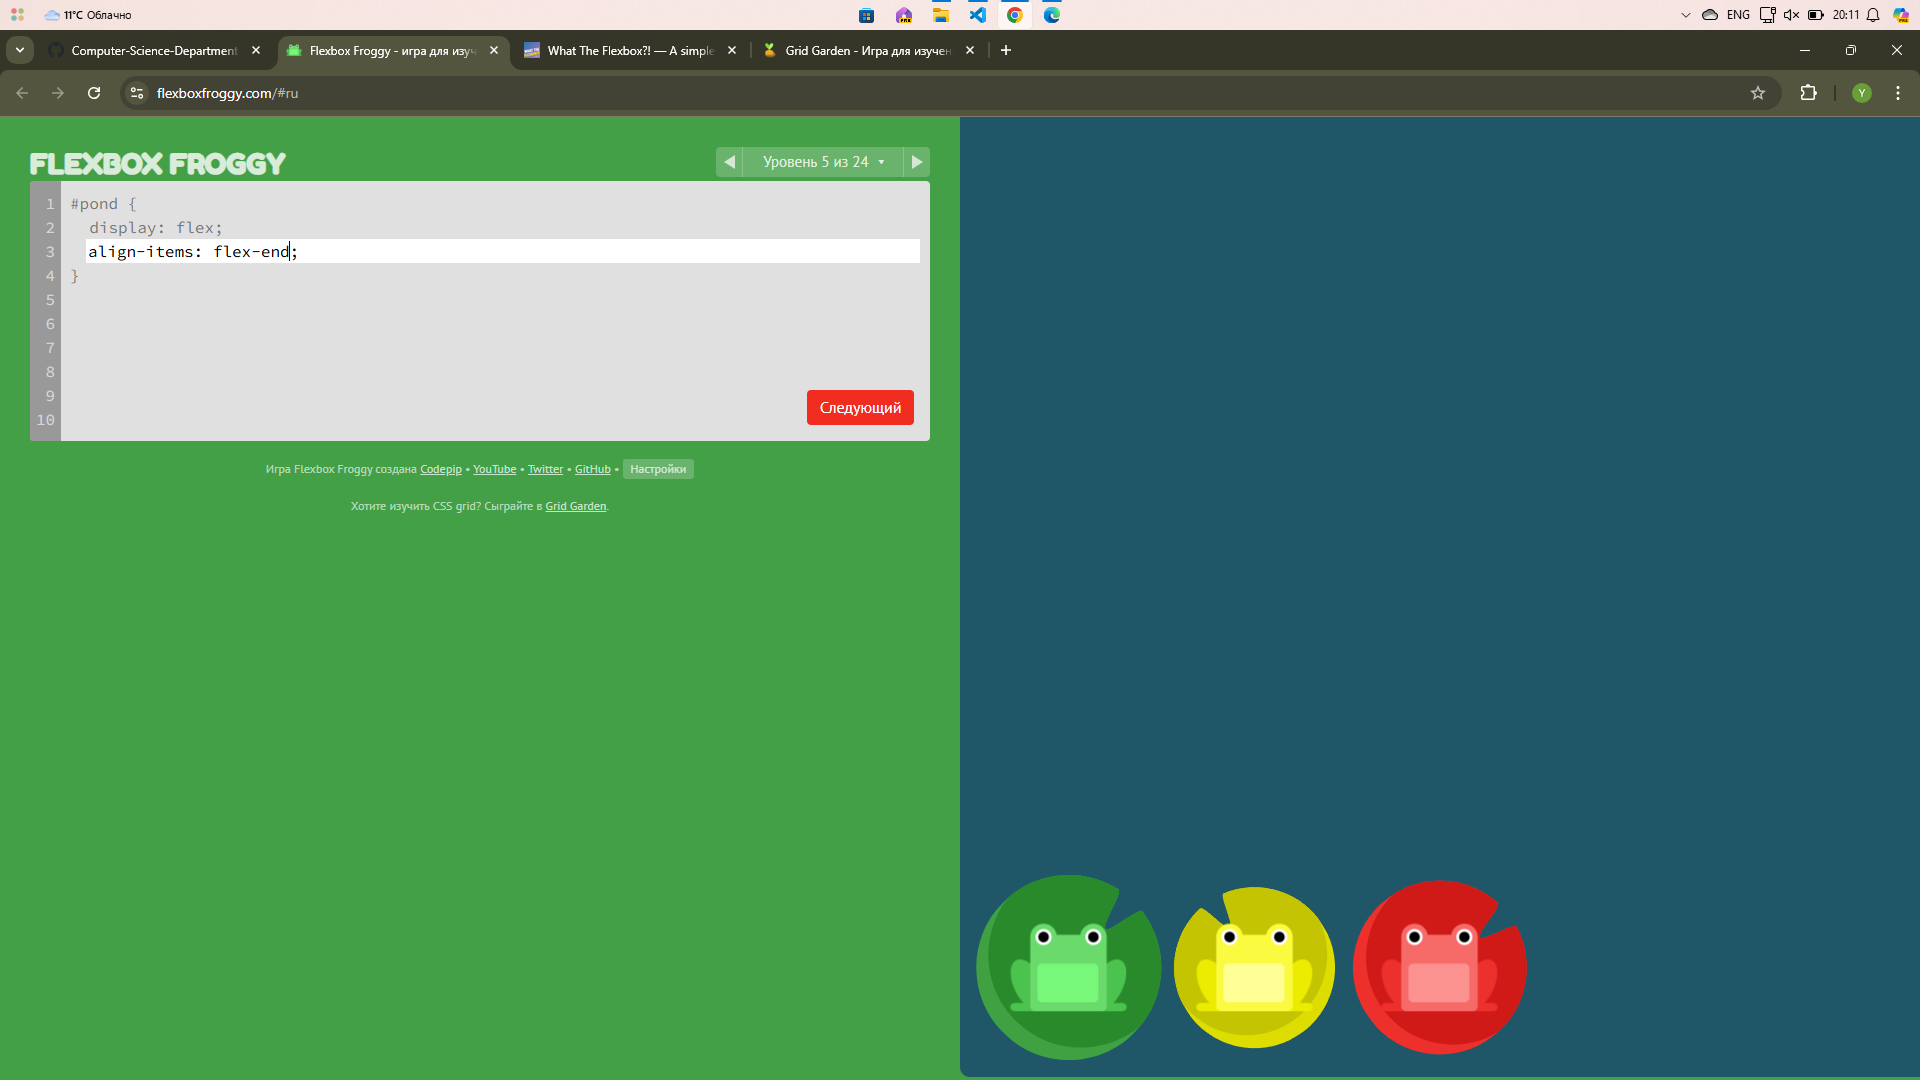 11°C Облачно
ENG
20:11
Computer-Science-Department
Flexbox Froggy - игра для изуч
What The Flexbox?! — A simple
Grid Garden - Игра для изучен
flexboxfroggy.com/#ru
Y
FLEXBOX FROGGY
Уровень 5 из 24
1 #pond {
2 display: flex;
3 align-items: flex-end;
4 }
5
6
7
8
9
10
Следующий
Игра Flexbox Froggy создана Codepip • YouTube • Twitter • GitHub • Настройки
Хотите изучить CSS grid? Сыграйте в Grid Garden.